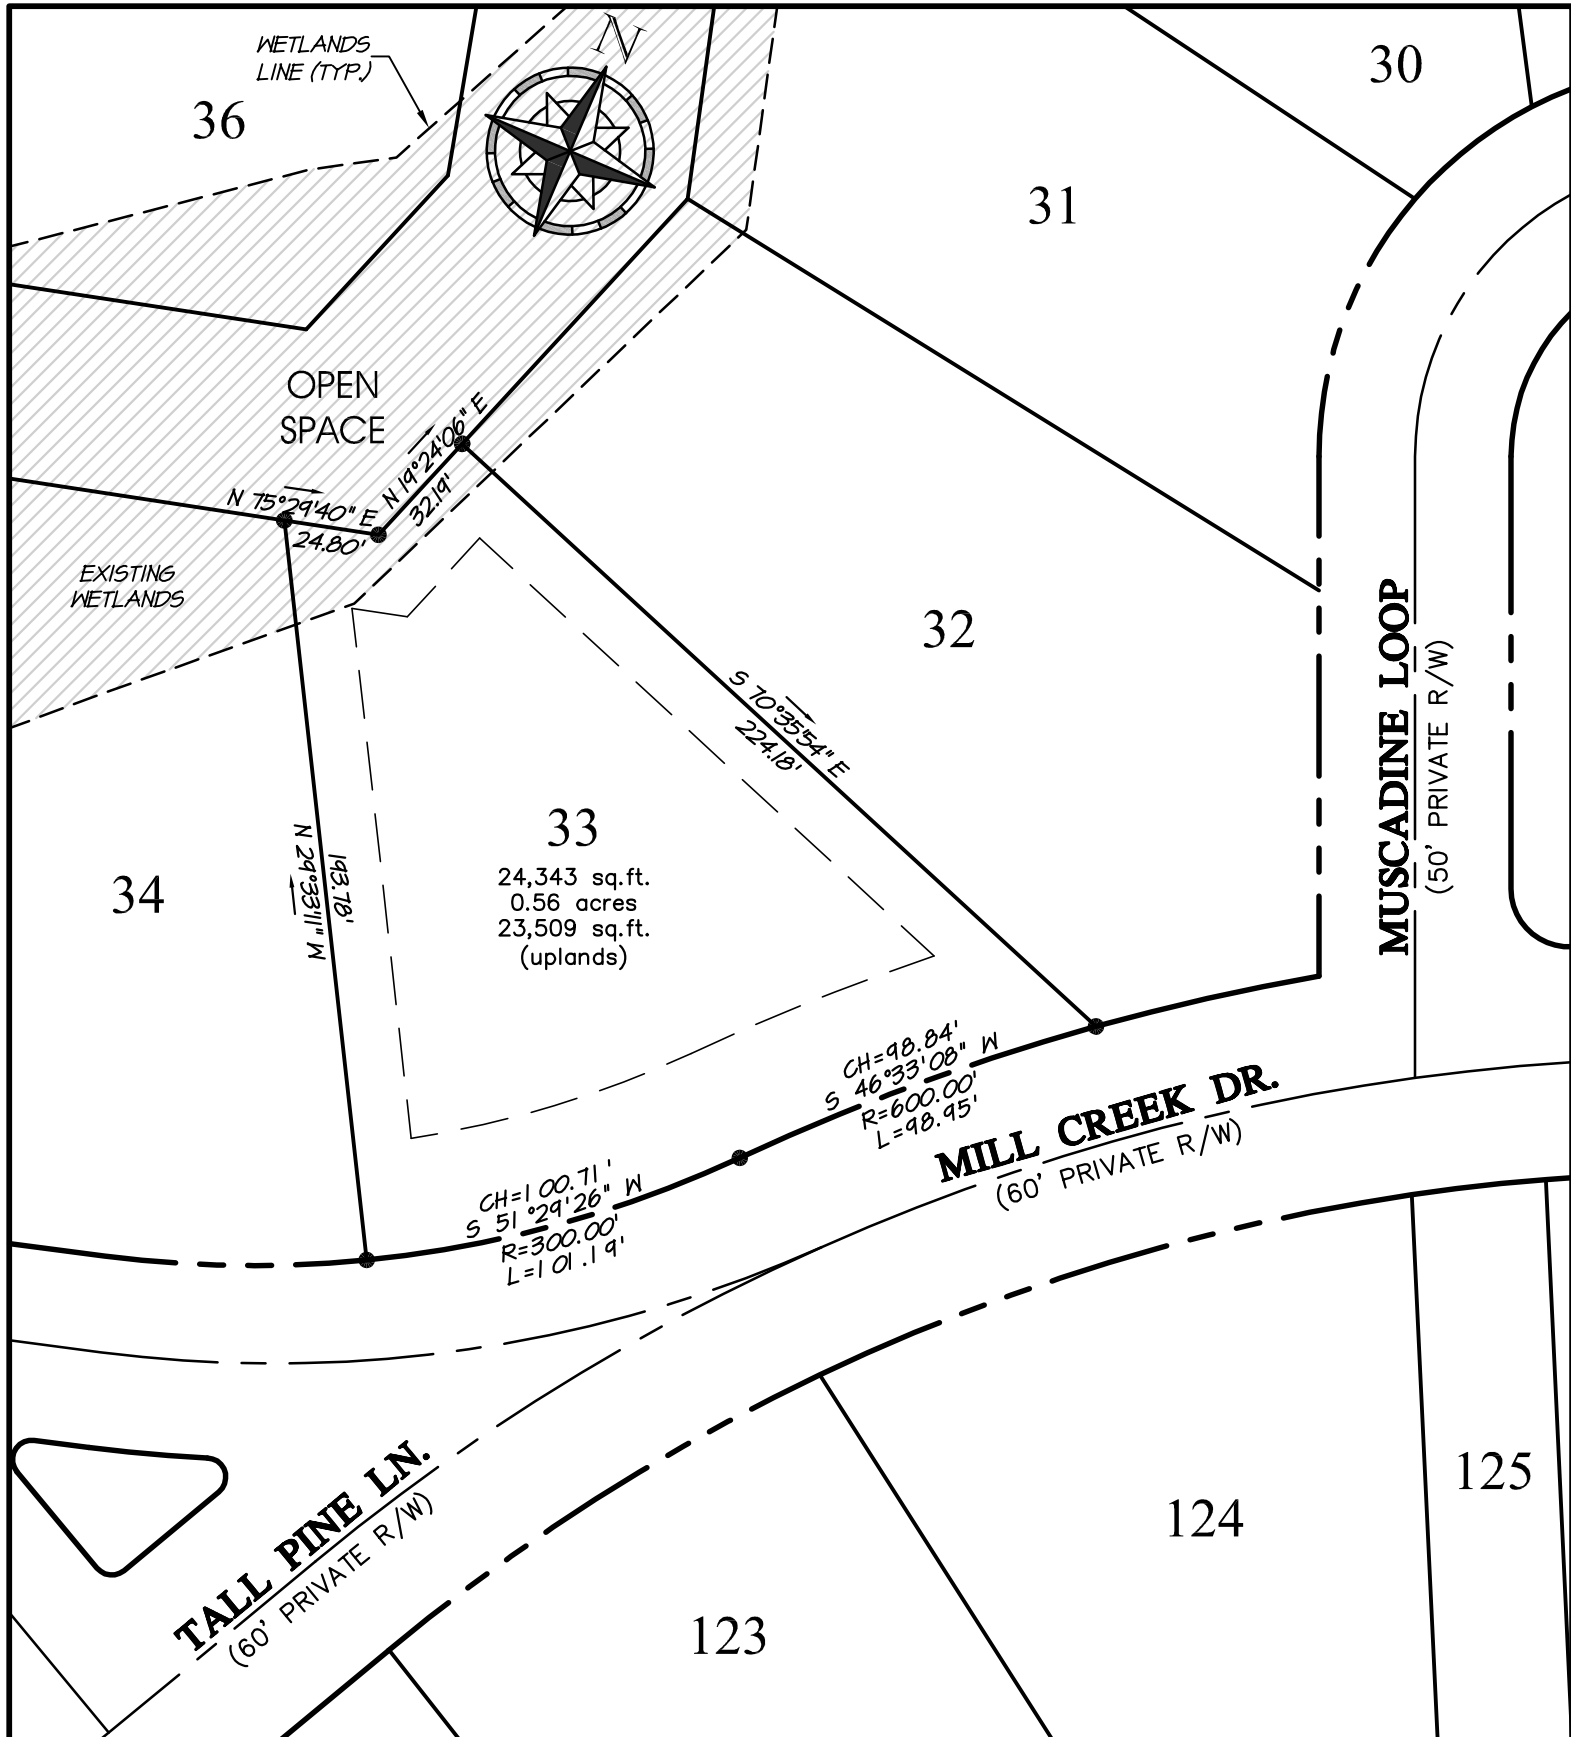 N
WETLANDS
LINE (TYP.)
36
30
31
OPEN
SPACE
N 19°24'06" E
32.19'
N 75°29'40" E
24.80'
EXISTING
WETLANDS
32
S 70°35'54" E
224.18'
MUSCADINE LOOP
(50' PRIVATE R/W)
33
24,343 sq.ft.
0.56 acres
23,509 sq.ft.
(uplands)
34
N 29°33'11" W
193.78'
CH=98.84'
S 46°33'08" W
R=600.00'
L=98.95'
MILL CREEK DR.
(60' PRIVATE R/W)
CH=100.71'
S 51°29'26" W
R=300.00'
L=101.19'
TALL PINE LN.
(60' PRIVATE R/W)
125
124
123